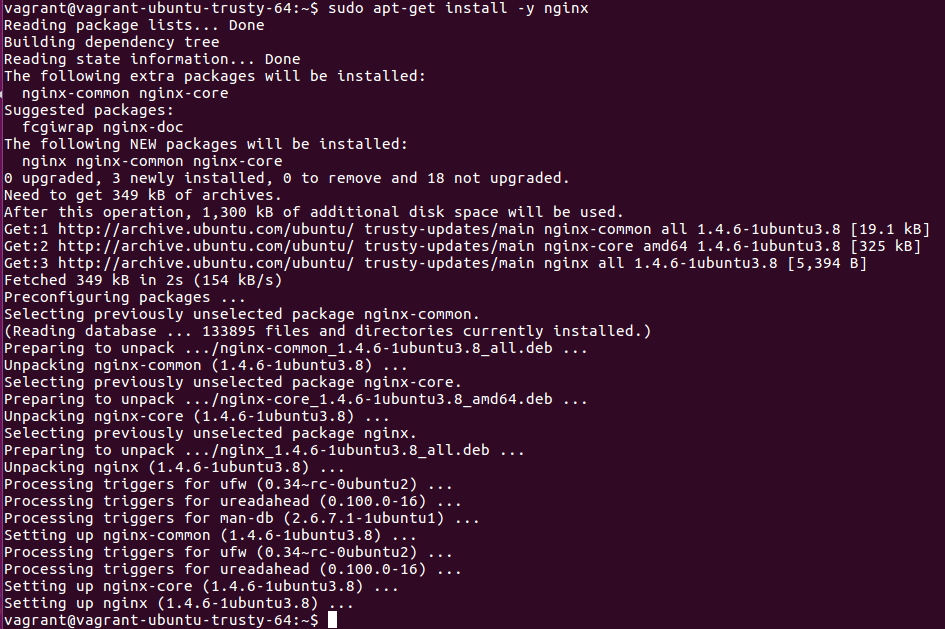 vagrant@vagrant-ubuntu-trusty-64:~$ sudo apt-get install -y nginx
Reading package lists... Done
Building dependency tree
Reading state information... Done
The following extra packages will be installed:
  nginx-common nginx-core
Suggested packages:
  fcgiwrap nginx-doc
The following NEW packages will be installed:
  nginx nginx-common nginx-core
0 upgraded, 3 newly installed, 0 to remove and 18 not upgraded.
Need to get 349 kB of archives.
After this operation, 1,300 kB of additional disk space will be used.
Get:1 http://archive.ubuntu.com/ubuntu/ trusty-updates/main nginx-common all 1.4.6-1ubuntu3.8 [19.1 kB]
Get:2 http://archive.ubuntu.com/ubuntu/ trusty-updates/main nginx-core amd64 1.4.6-1ubuntu3.8 [325 kB]
Get:3 http://archive.ubuntu.com/ubuntu/ trusty-updates/main nginx all 1.4.6-1ubuntu3.8 [5,394 B]
Fetched 349 kB in 2s (154 kB/s)
Preconfiguring packages ...
Selecting previously unselected package nginx-common.
(Reading database ... 133895 files and directories currently installed.)
Preparing to unpack .../nginx-common_1.4.6-1ubuntu3.8_all.deb ...
Unpacking nginx-common (1.4.6-1ubuntu3.8) ...
Selecting previously unselected package nginx-core.
Preparing to unpack .../nginx-core_1.4.6-1ubuntu3.8_amd64.deb ...
Unpacking nginx-core (1.4.6-1ubuntu3.8) ...
Selecting previously unselected package nginx.
Preparing to unpack .../nginx_1.4.6-1ubuntu3.8_all.deb ...
Unpacking nginx (1.4.6-1ubuntu3.8) ...
Processing triggers for ufw (0.34~rc-0ubuntu2) ...
Processing triggers for ureadahead (0.100.0-16) ...
Processing triggers for man-db (2.6.7.1-1ubuntu1) ...
Setting up nginx-common (1.4.6-1ubuntu3.8) ...
Processing triggers for ufw (0.34~rc-0ubuntu2) ...
Processing triggers for ureadahead (0.100.0-16) ...
Setting up nginx-core (1.4.6-1ubuntu3.8) ...
Setting up nginx (1.4.6-1ubuntu3.8) ...
vagrant@vagrant-ubuntu-trusty-64:~$